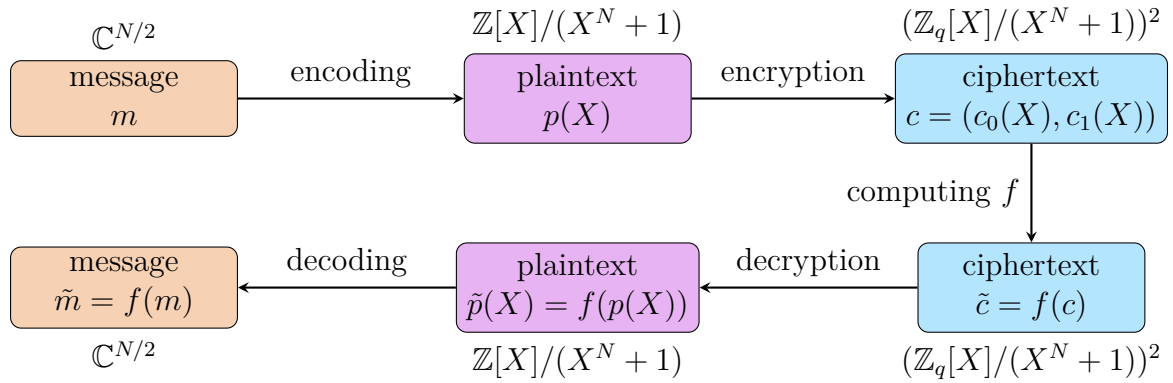 ℂ^{N/2}
ℤ[X]/(X^N + 1)
(ℤ_q[X]/(X^N + 1))^2
message
m
encoding
plaintext
p(X)
encryption
ciphertext
c = (c_0(X), c_1(X))
computing f
message
m̃ = f(m)
decoding
plaintext
p̃(X) = f(p(X))
decryption
ciphertext
c̃ = f(c)
ℂ^{N/2}
ℤ[X]/(X^N + 1)
(ℤ_q[X]/(X^N + 1))^2